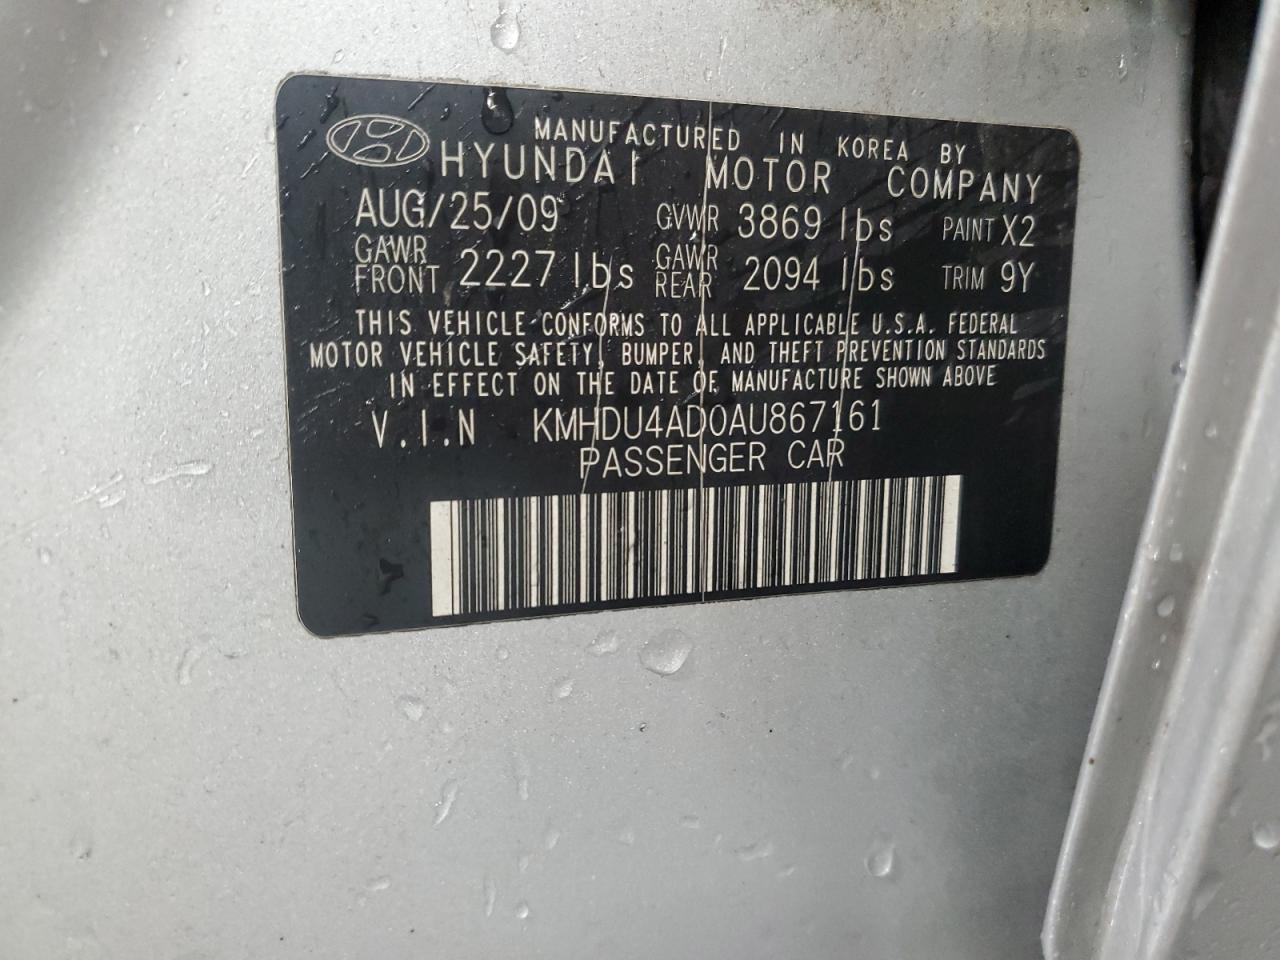 MANUFACTURED IN KOREA BY
HYUNDAI MOTOR COMPANY
AUG/25/09 GVWR 3869 lbs PAINT X2
GAWR FRONT 2227 lbs GAWR REAR 2094 lbs TRIM 9Y
THIS VEHICLE CONFORMS TO ALL APPLICABLE U.S.A. FEDERAL
MOTOR VEHICLE SAFETY, BUMPER, AND THEFT PREVENTION STANDARDS
IN EFFECT ON THE DATE OF MANUFACTURE SHOWN ABOVE
V.I.N KMHDU4AD0AU867161
PASSENGER CAR